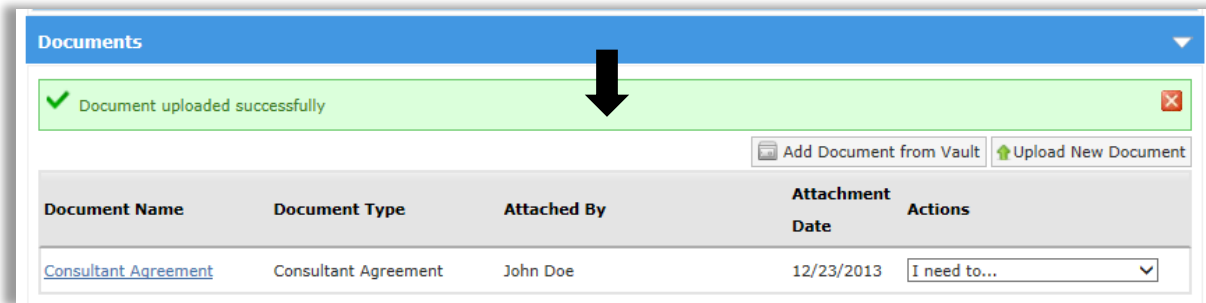 Documents
Document uploaded successfully
Add Document from Vault Upload New Document
Document Name Document Type Attached By Attachment Date Actions
Consultant Agreement Consultant Agreement John Doe 12/23/2013 I need to...